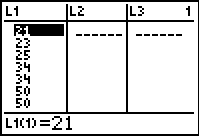 L1 L2 L3 1
21 ------ ------
23
25
34
34
50
50
L1(1)=21